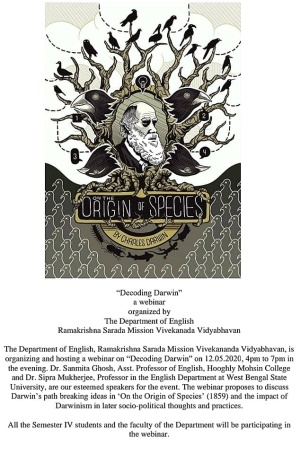 1
2
3
4
ON THE
ORIGIN OF SPECIES
BY CHARLES DARWIN
“Decoding Darwin”
a webinar
organized by
The Department of English
Ramakrishna Sarada Mission Vivekanada Vidyabhavan
The Department of English, Ramakrishna Sarada Mission Vivekananda Vidyabhavan, is
organizing and hosting a webinar on “Decoding Darwin” on 12.05.2020, 4pm to 7pm in
the evening. Dr. Sanmita Ghosh, Asst. Professor of English, Hooghly Mohsin College
and Dr. Sipra Mukherjee, Professor in the English Department at West Bengal State
University, are our esteemed speakers for the event. The webinar proposes to discuss
Darwin’s path breaking ideas in ‘On the Origin of Species’ (1859) and the impact of
Darwinism in later socio-political thoughts and practices.
All the Semester IV students and the faculty of the Department will be participating in
the webinar.